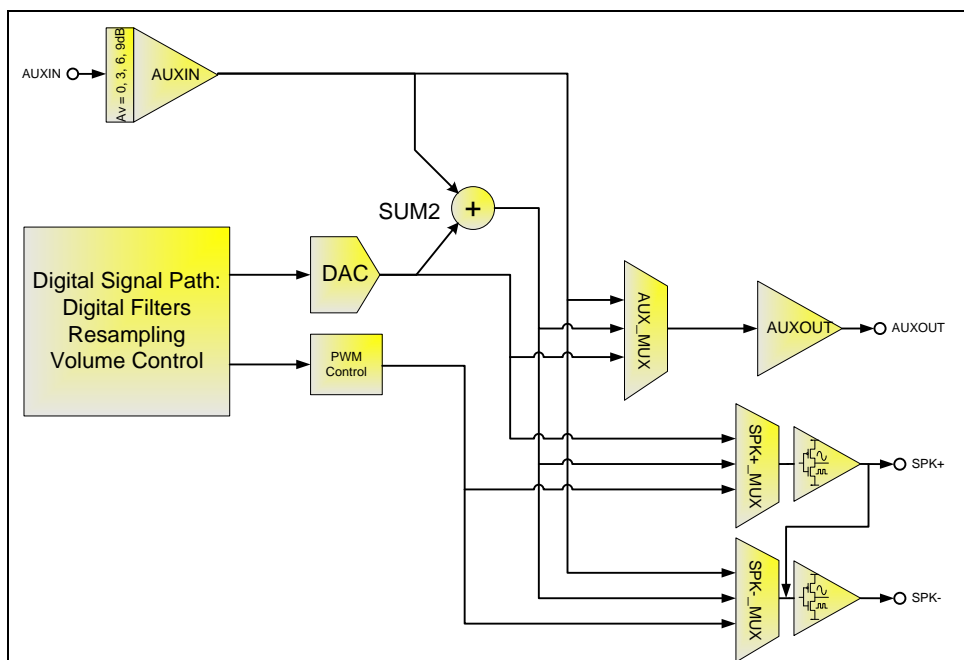 AUXIN
Av = 0, 3, 6, 9dB
AUXIN
SUM2
+
Digital Signal Path:
Digital Filters
Resampling
Volume Control
DAC
PWM
Control
AUX_MUX
AUXOUT
AUXOUT
SPK+_MUX
SPK+
SPK-_MUX
SPK-